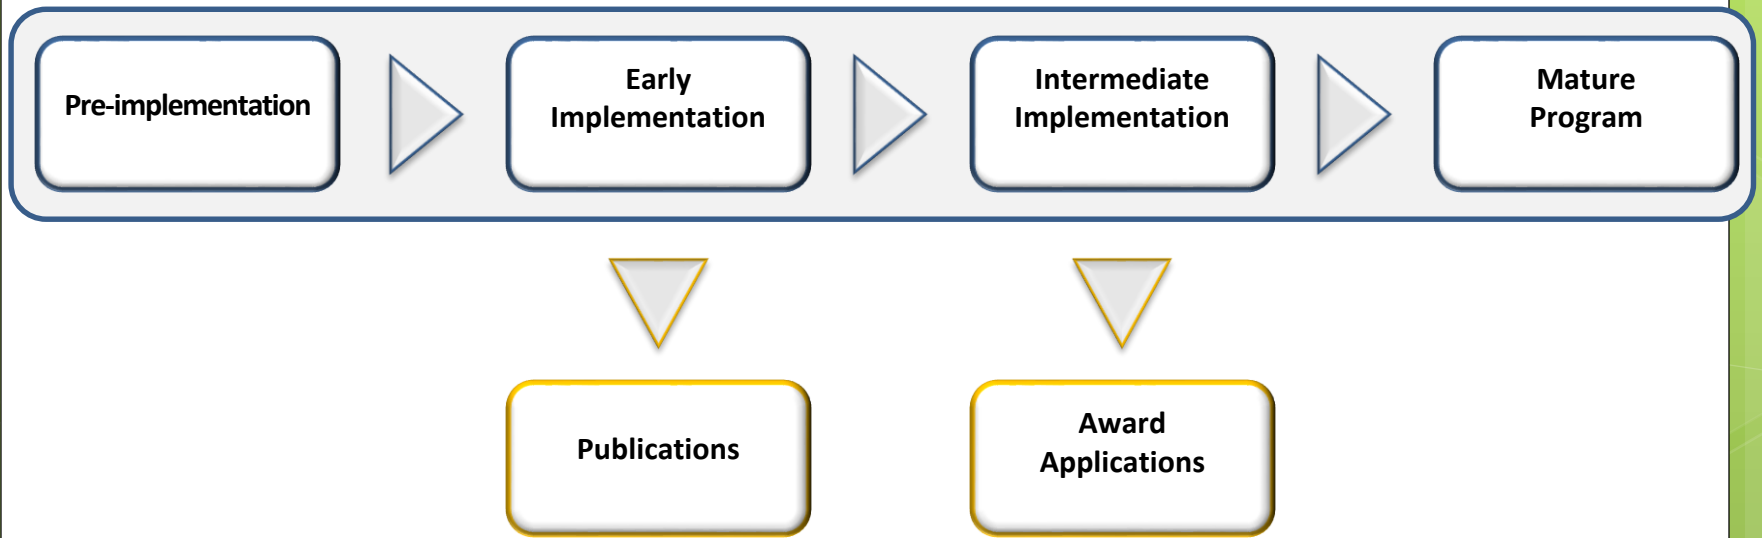 Pre-implementation
Early
Implementation
Intermediate
Implementation
Mature
Program
Publications
Award
Applications